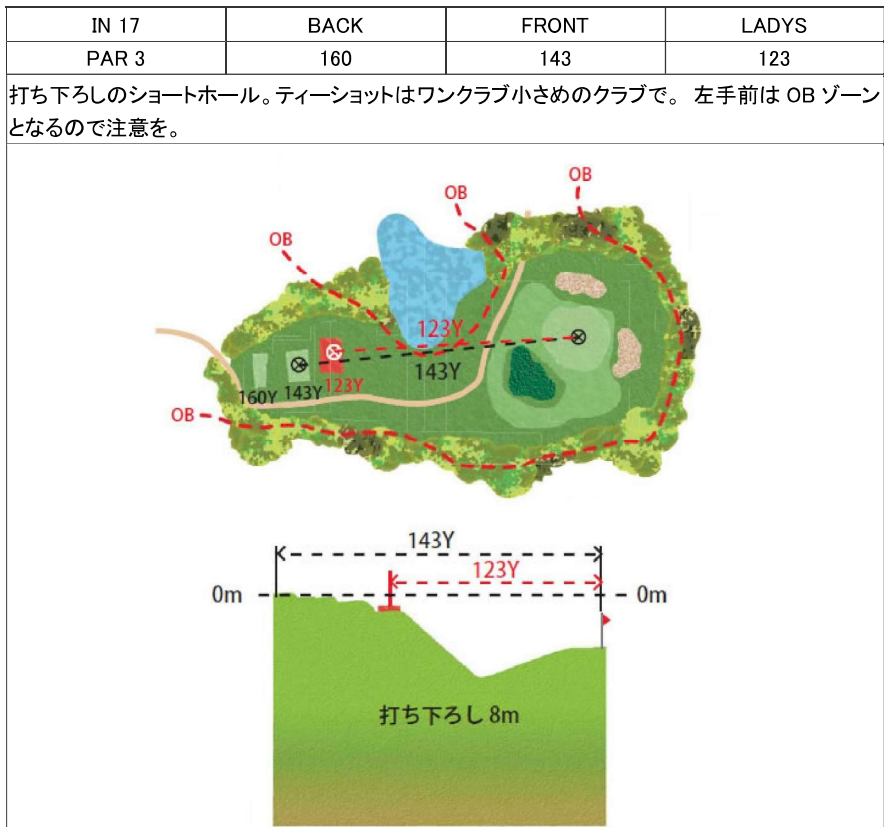 IN 17 BACK FRONT LADYS
PAR 3 160 143 123
打ち下ろしのショートホール。ティーショットはワンクラブ小さめのクラブで。 左手前は OB ゾーン
となるので注意を。
OB
OB
OB
123Y
143Y
160Y 143Y 123Y
OB
143Y
123Y
0m 0m
打ち下ろし 8m